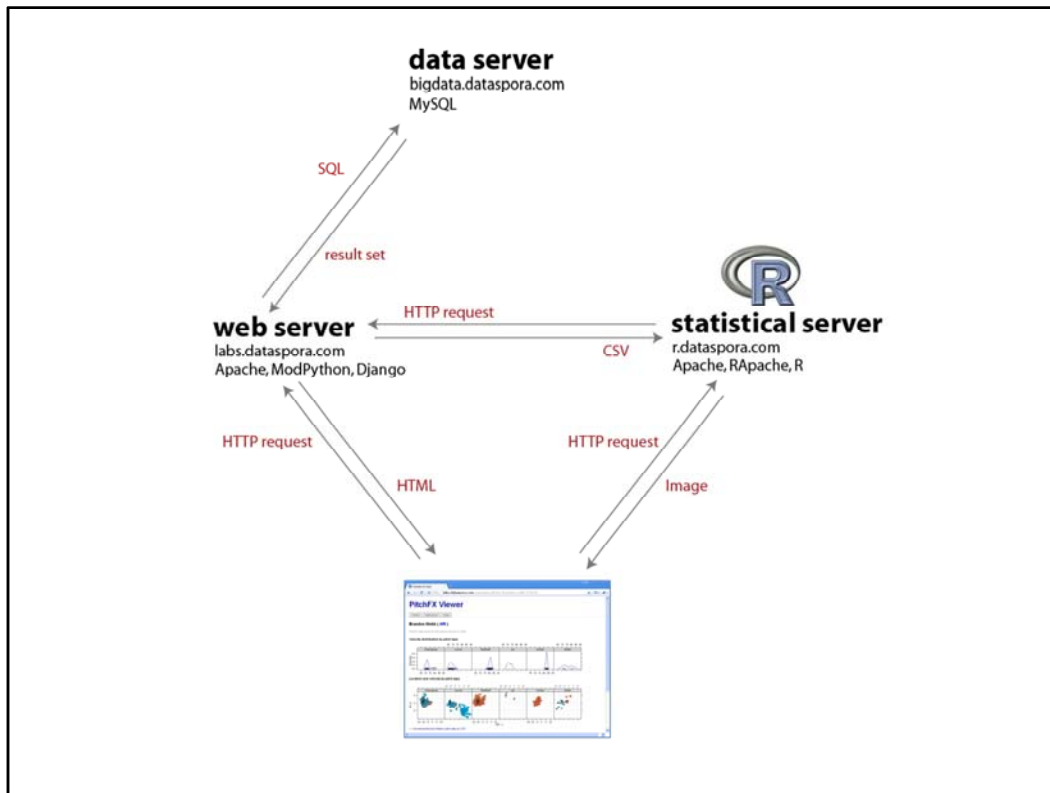 data server
bigdata.dataspora.com
MySQL
SQL
result set
R
HTTP request
web server
statistical server
labs.dataspora.com
CSV
r.dataspora.com
Apache, ModPython, Django
Apache, RApache, R
HTTP request
HTTP request
HTML
Image
PitchFX Viewer